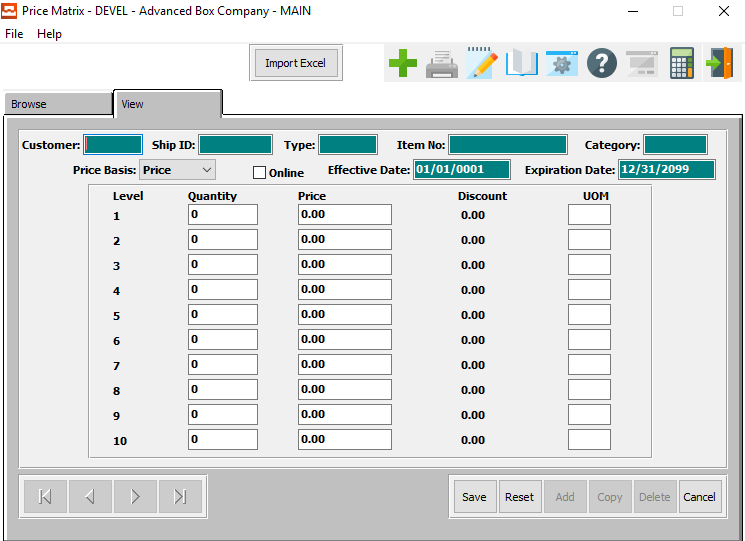 Price Matrix - DEVEL - Advanced Box Company - MAIN
File Help
Import Excel
Browse View
Customer: Ship ID: Type: Item No: Category:
Price Basis: Price Online Effective Date: 01/01/0001 Expiration Date: 12/31/2099
Level Quantity Price Discount UOM
1 0 0.00 0.00
2 0 0.00 0.00
3 0 0.00 0.00
4 0 0.00 0.00
5 0 0.00 0.00
6 0 0.00 0.00
7 0 0.00 0.00
8 0 0.00 0.00
9 0 0.00 0.00
10 0 0.00 0.00
Save Reset Add Copy Delete Cancel